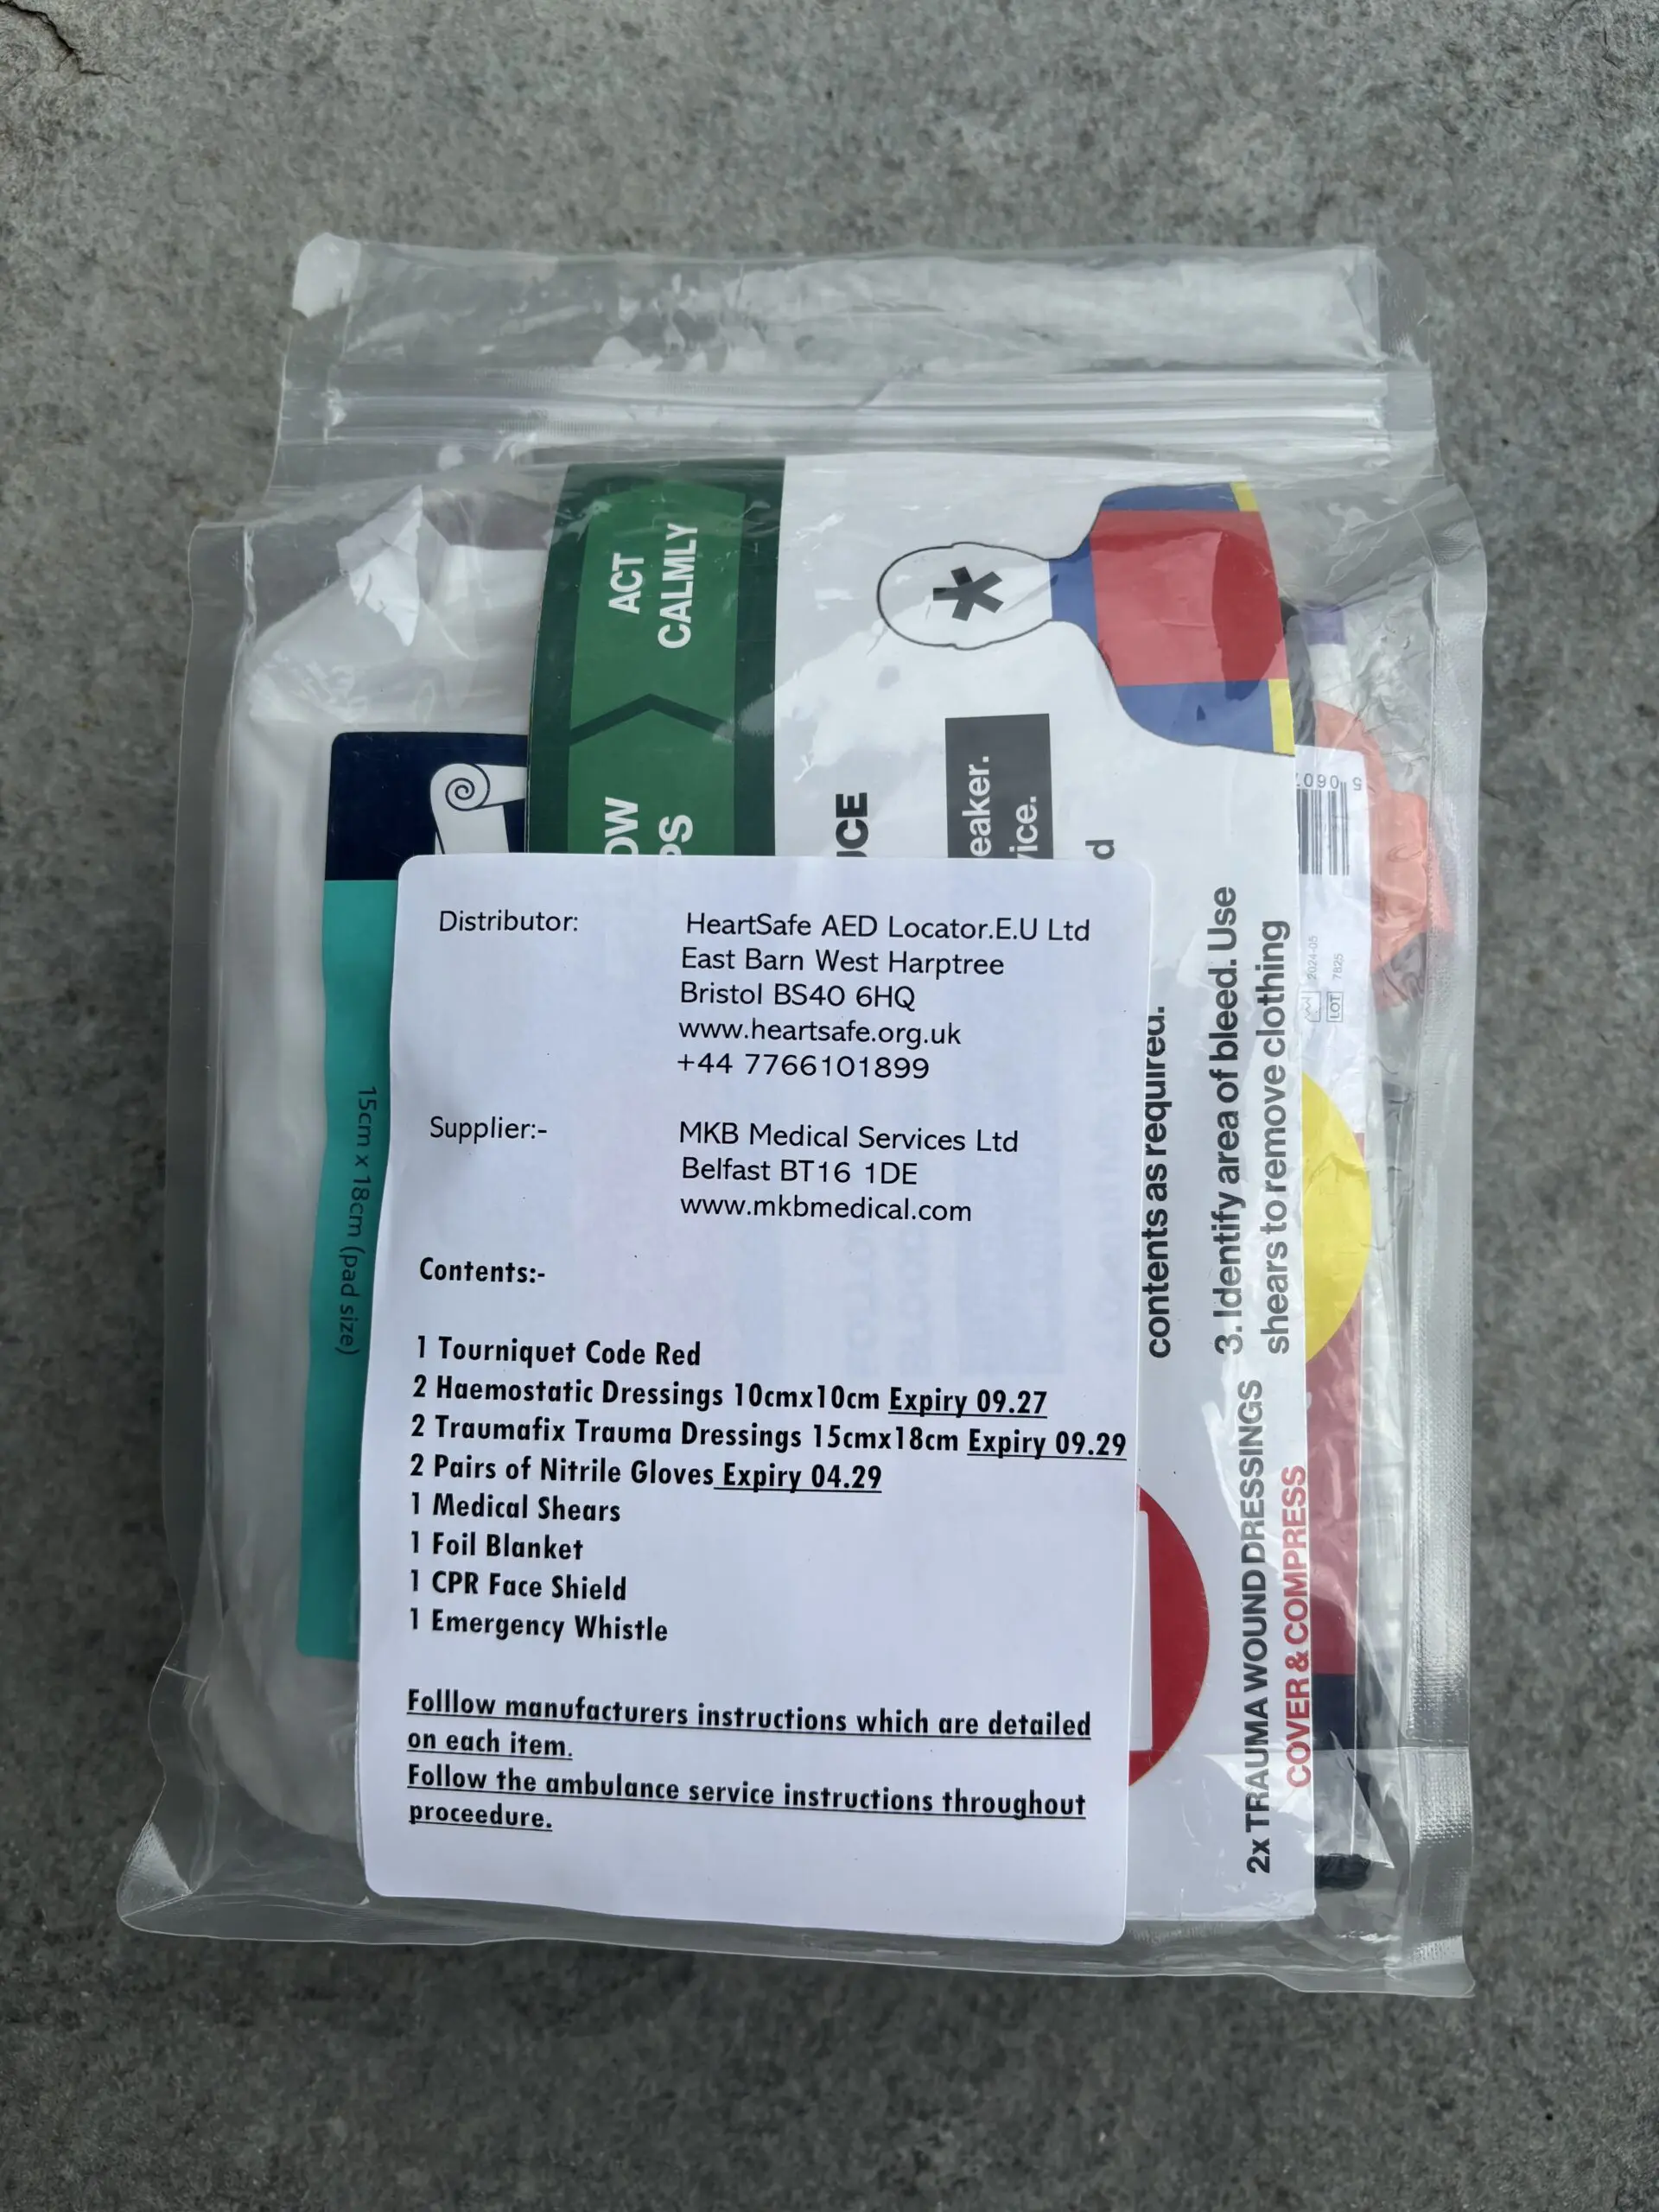 ACT
CALMLY
OW
PS
UCE
eaker.
vice.
d
contents as required.
3. Identify area of bleed. Use
shears to remove clothing
2x TRAUMA WOUND DRESSINGS
COVER & COMPRESS
15cm x 18cm (pad size)
5 060
2024-05
LOT 7825
Distributor: HeartSafe AED Locator.E.U Ltd
East Barn West Harptree
Bristol BS40 6HQ
www.heartsafe.org.uk
+44 7766101899
Supplier:- MKB Medical Services Ltd
Belfast BT16 1DE
www.mkbmedical.com
Contents:-
1 Tourniquet Code Red
2 Haemostatic Dressings 10cmx10cm Expiry 09.27
2 Traumafix Trauma Dressings 15cmx18cm Expiry 09.29
2 Pairs of Nitrile Gloves Expiry 04.29
1 Medical Shears
1 Foil Blanket
1 CPR Face Shield
1 Emergency Whistle
Folllow manufacturers instructions which are detailed
on each item.
Follow the ambulance service instructions throughout
proceedure.